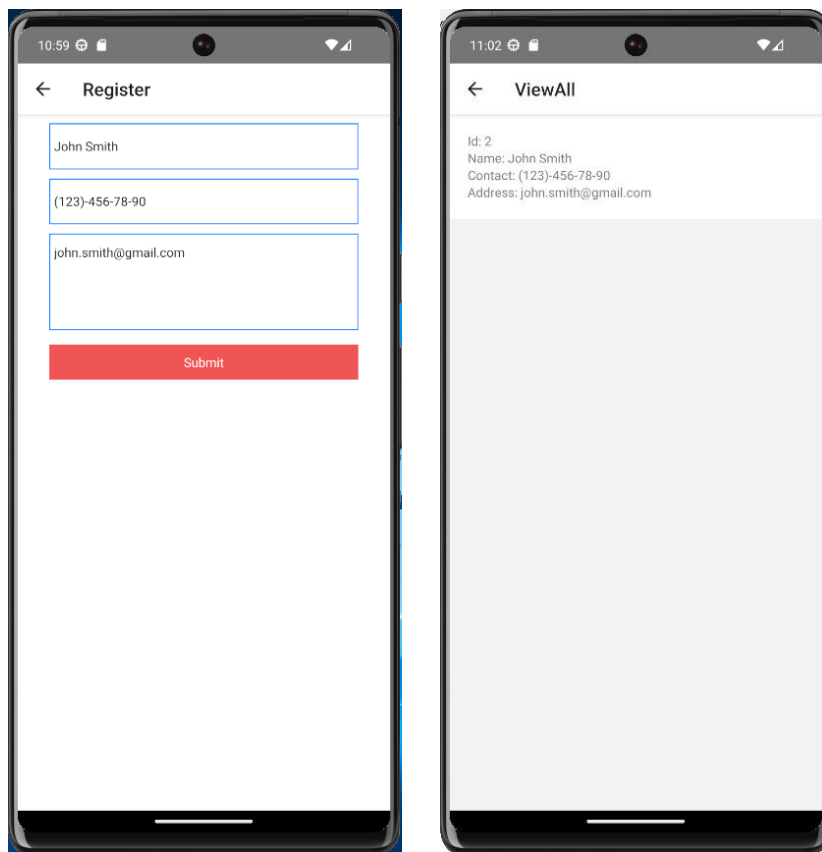 10:59
Register
John Smith
(123)-456-78-90
john.smith@gmail.com
Submit
11:02
ViewAll
Id: 2
Name: John Smith
Contact: (123)-456-78-90
Address: john.smith@gmail.com